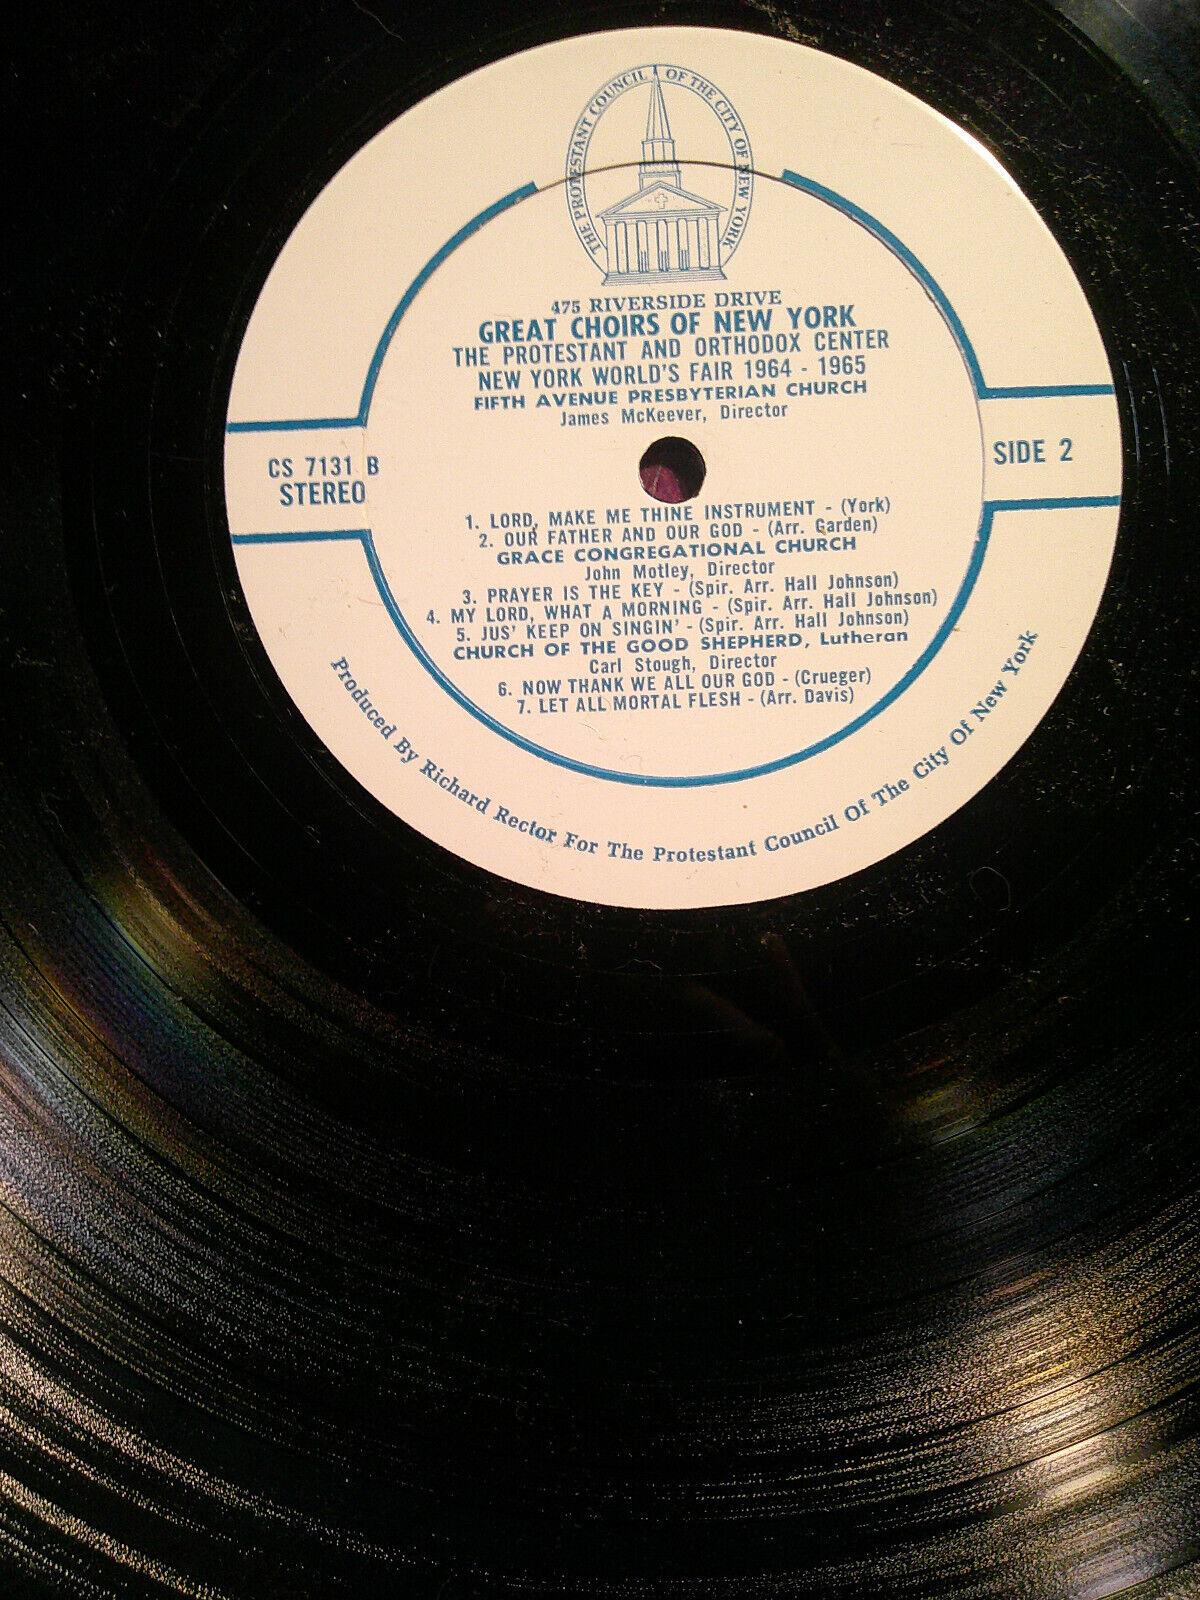 THE PROTESTANT COUNCIL OF THE CITY OF NEW YORK
475 RIVERSIDE DRIVE
GREAT CHOIRS OF NEW YORK
THE PROTESTANT AND ORTHODOX CENTER
NEW YORK WORLD'S FAIR 1964 - 1965
FIFTH AVENUE PRESBYTERIAN CHURCH
James McKeever, Director
CS 7131 B
STEREO
SIDE 2
1. LORD, MAKE ME THINE INSTRUMENT - (York)
2. OUR FATHER AND OUR GOD - (Arr. Garden)
GRACE CONGREGATIONAL CHURCH
John Motley, Director
3. PRAYER IS THE KEY - (Spir. Arr. Hall Johnson)
4. MY LORD, WHAT A MORNING - (Spir. Arr. Hall Johnson)
5. JUS' KEEP ON SINGIN' - (Spir. Arr. Hall Johnson)
CHURCH OF THE GOOD SHEPHERD, Lutheran
Carl Stough, Director
6. NOW THANK WE ALL OUR GOD - (Crueger)
7. LET ALL MORTAL FLESH - (Arr. Davis)
Produced By Richard Rector For The Protestant Council Of The City Of New York